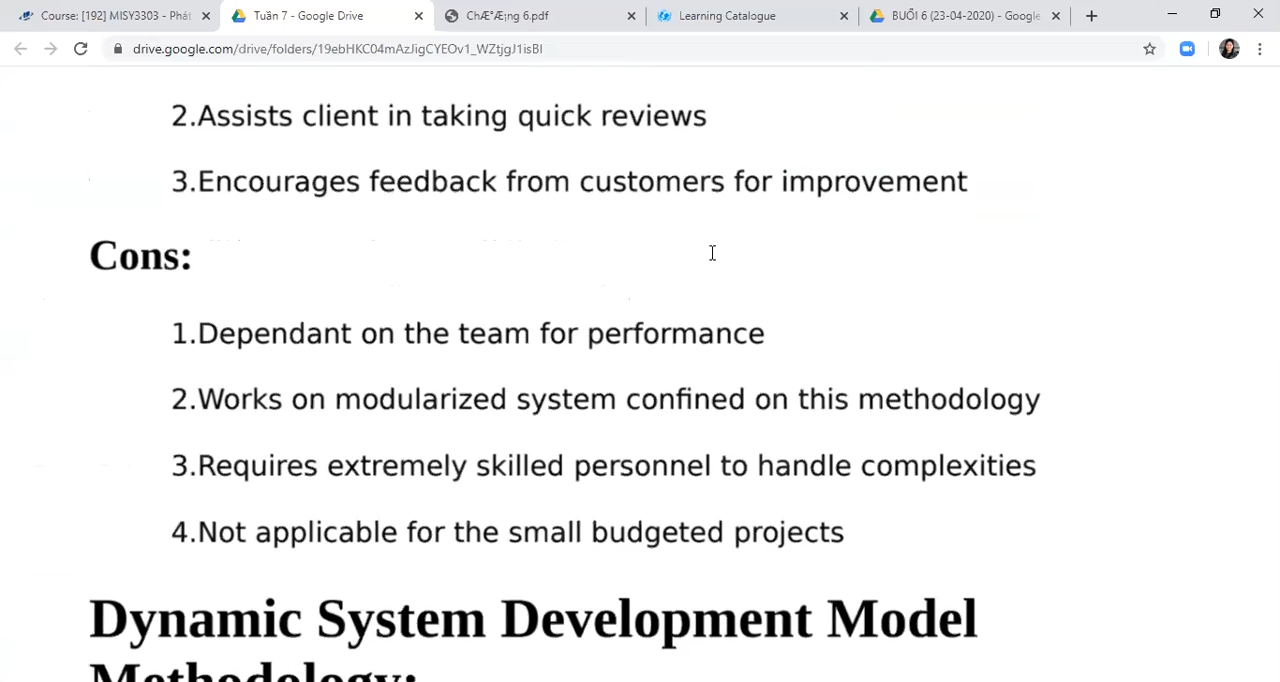 Course: [192] MISY3303 - Phát
Tuần 7 - Google Drive
ChÆ°Æ¡ng 6.pdf
Learning Catalogue
BUỔI 6 (23-04-2020) - Google
drive.google.com/drive/folders/19ebHKC04mAzJigCYEOv1_WZtjgJ1isBI
2.Assists client in taking quick reviews
3.Encourages feedback from customers for improvement
Cons:
1.Dependant on the team for performance
2.Works on modularized system confined on this methodology
3.Requires extremely skilled personnel to handle complexities
4.Not applicable for the small budgeted projects
Dynamic System Development Model
Methodology: